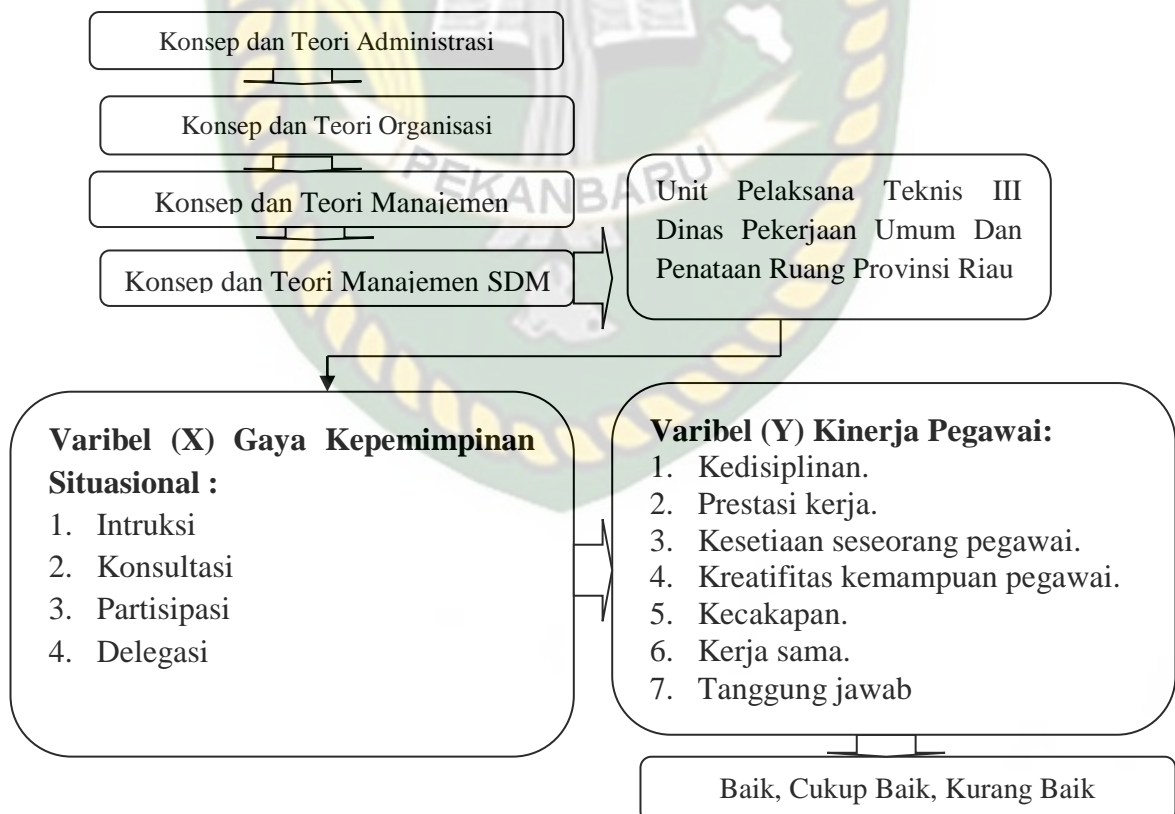 Konsep dan Teori Administrasi
Konsep dan Teori Organisasi
PEKANBARU
Konsep dan Teori Manajemen
Konsep dan Teori Manajemen SDM
Unit Pelaksana Teknis III
Dinas Pekerjaan Umum Dan
Penataan Ruang Provinsi Riau
Varibel (X) Gaya Kepemimpinan
Situasional :
1. Intruksi
2. Konsultasi
3. Partisipasi
4. Delegasi
Varibel (Y) Kinerja Pegawai:
1. Kedisiplinan.
2. Prestasi kerja.
3. Kesetiaan seseorang pegawai.
4. Kreatifitas kemampuan pegawai.
5. Kecakapan.
6. Kerja sama.
7. Tanggung jawab
Baik, Cukup Baik, Kurang Baik